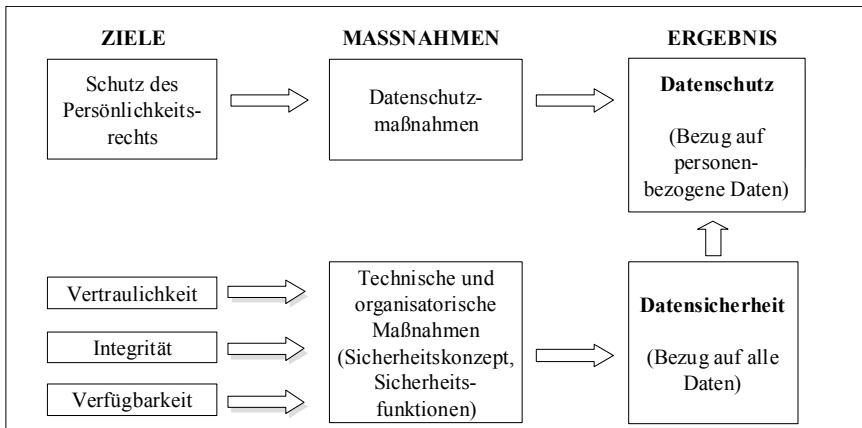 ZIELE
MASSNAHMEN
ERGEBNIS
Schutz des
Persönlichkeits-
rechts
Datenschutz-
maßnahmen
Datenschutz
(Bezug auf
personen-
bezogene Daten)
Vertraulichkeit
Integrität
Verfügbarkeit
Technische und
organisatorische
Maßnahmen
(Sicherheitskonzept,
Sicherheits-
funktionen)
Datensicherheit
(Bezug auf alle
Daten)